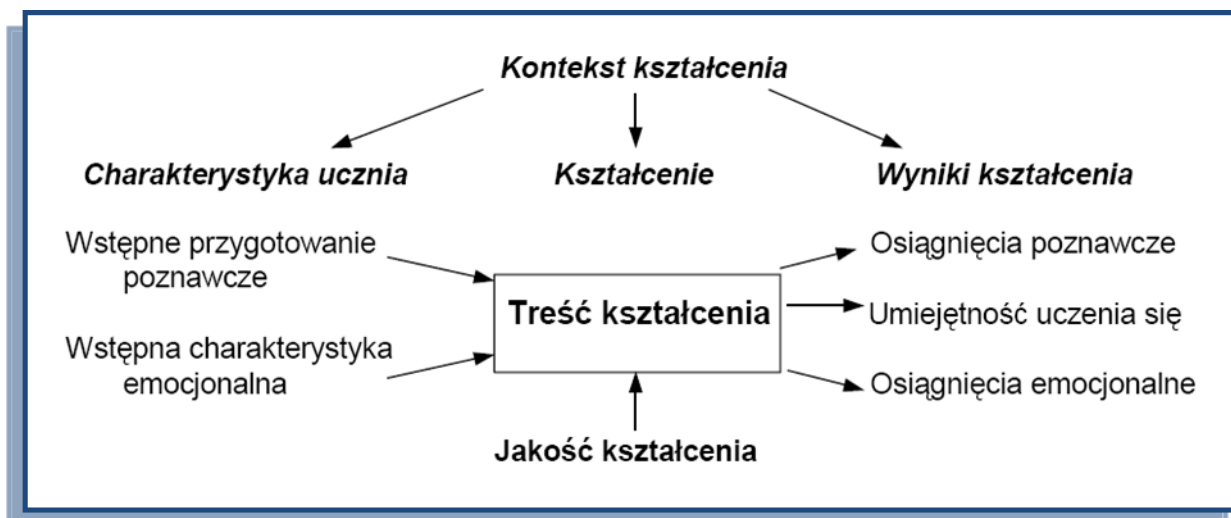 Kontekst kształcenia
Charakterystyka ucznia
Kształcenie
Wyniki kształcenia
Wstępne przygotowanie
poznawcze
Wstępna charakterystyka
emocjonalna
Treść kształcenia
Jakość kształcenia
Osiągnięcia poznawcze
Umiejętność uczenia się
Osiągnięcia emocjonalne